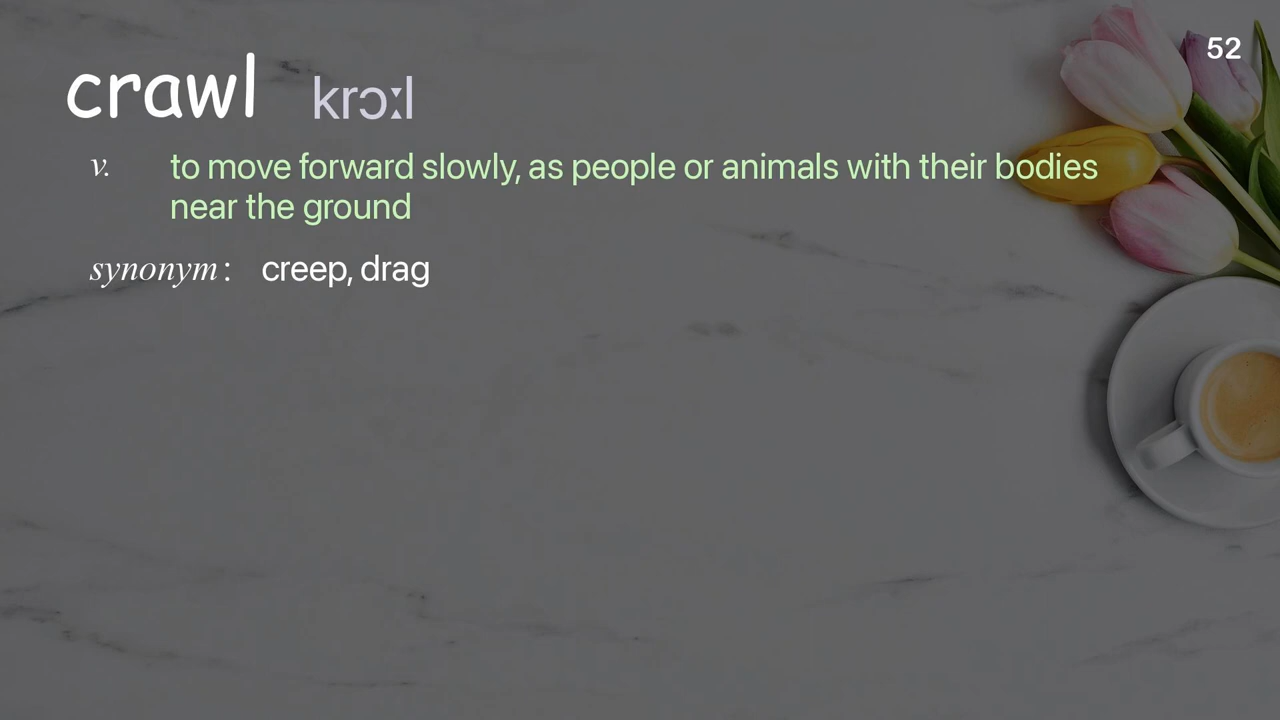 52
crawl krɔːl
v. to move forward slowly, as people or animals with their bodies
near the ground
synonym: creep, drag